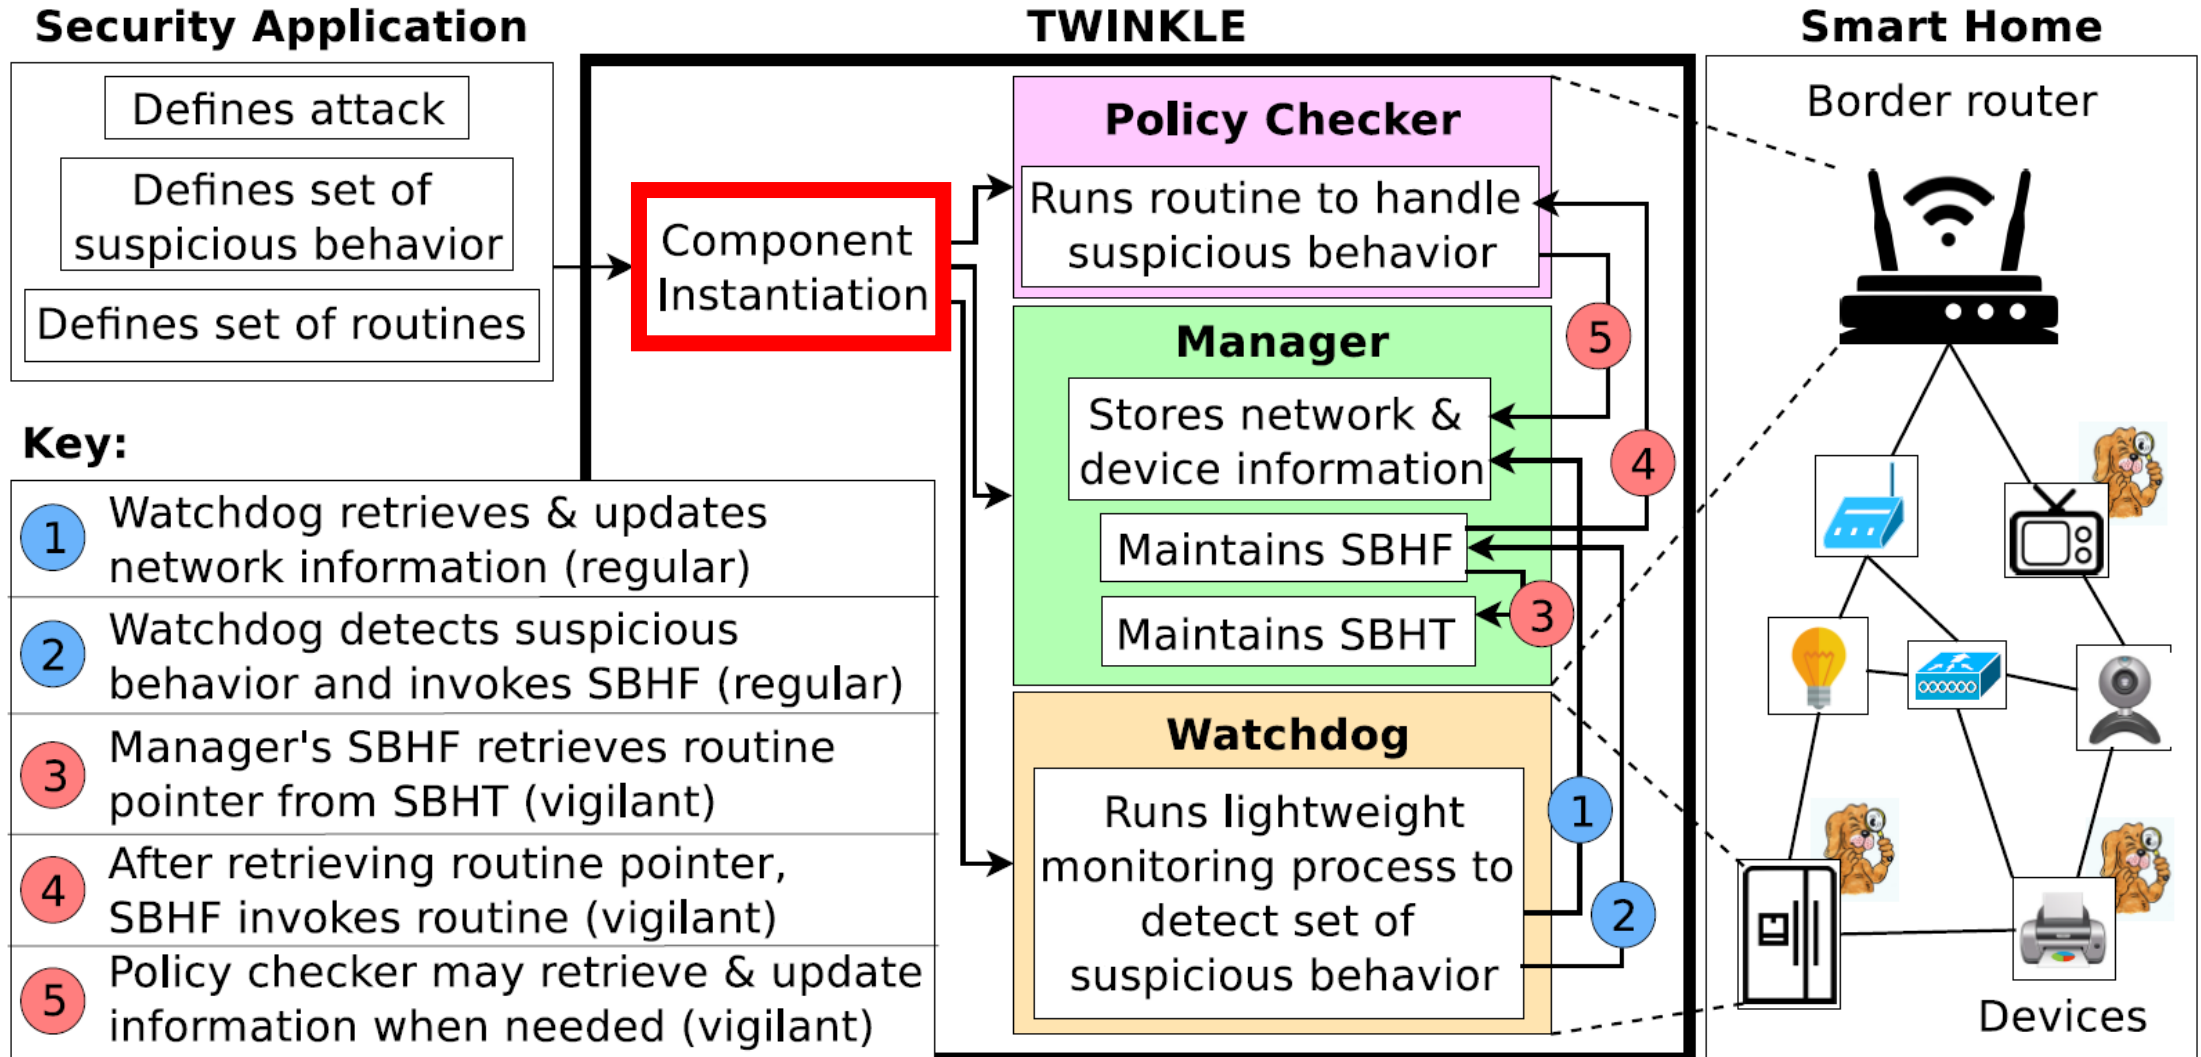 Security Application
Defines attack
Defines set of
suspicious behavior
Defines set of routines
Key:
1 Watchdog retrieves & updates
network information (regular)
2 Watchdog detects suspicious
behavior and invokes SBHF (regular)
3 Manager's SBHF retrieves routine
pointer from SBHT (vigilant)
4 After retrieving routine pointer,
SBHF invokes routine (vigilant)
5 Policy checker may retrieve & update
information when needed (vigilant)
TWINKLE
Component
Instantiation
Policy Checker
Runs routine to handle
suspicious behavior
Manager
Stores network &
device information
Maintains SBHF
Maintains SBHT
Watchdog
Runs lightweight
monitoring process to
detect set of
suspicious behavior
5
4
3
1
2
Smart Home
Border router
Devices